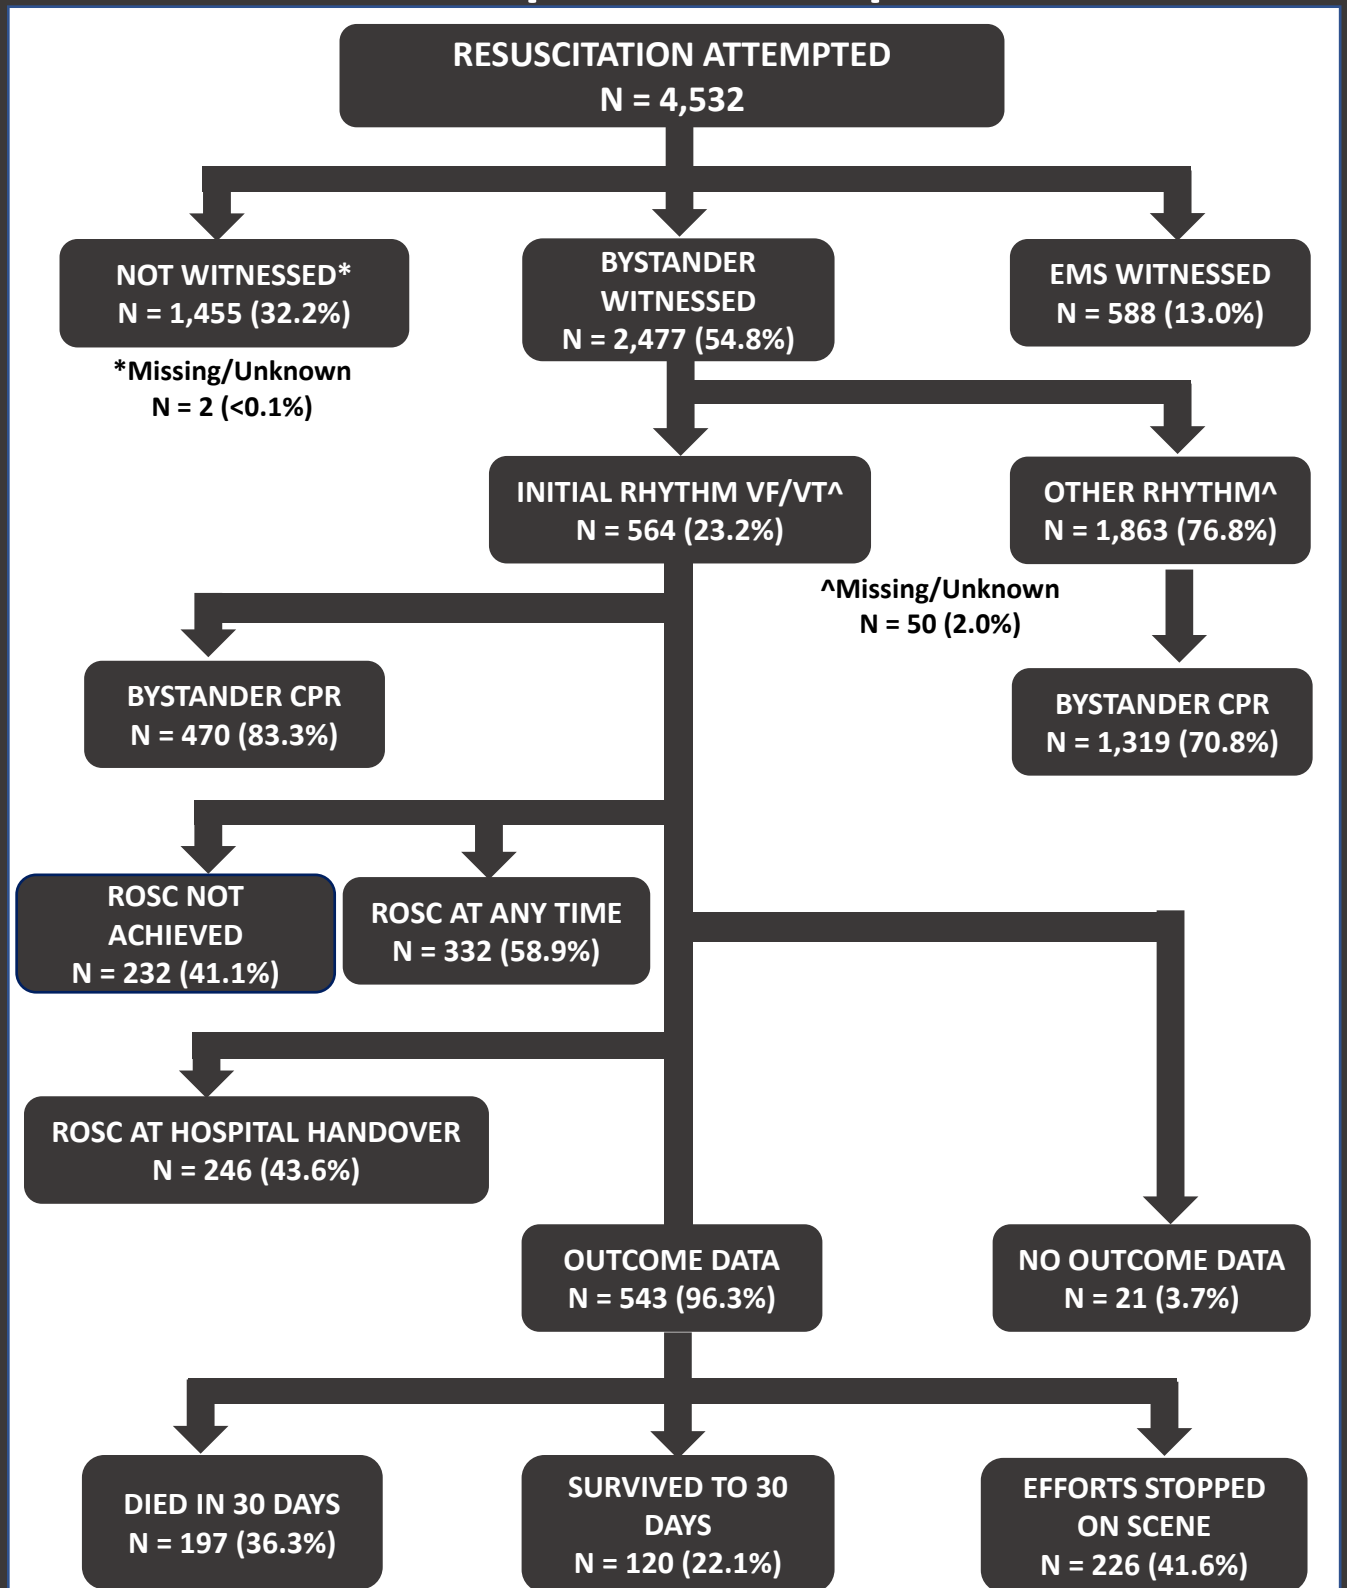 RESUSCITATION ATTEMPTED
N = 4,532
NOT WITNESSED*
N = 1,455 (32.2%)
*Missing/Unknown
N = 2 (<0.1%)
BYSTANDER
WITNESSED
N = 2,477 (54.8%)
EMS WITNESSED
N = 588 (13.0%)
INITIAL RHYTHM VF/VT^
N = 564 (23.2%)
OTHER RHYTHM^
N = 1,863 (76.8%)
^Missing/Unknown
N = 50 (2.0%)
BYSTANDER CPR
N = 470 (83.3%)
BYSTANDER CPR
N = 1,319 (70.8%)
ROSC NOT
ACHIEVED
N = 232 (41.1%)
ROSC AT ANY TIME
N = 332 (58.9%)
ROSC AT HOSPITAL HANDOVER
N = 246 (43.6%)
OUTCOME DATA
N = 543 (96.3%)
NO OUTCOME DATA
N = 21 (3.7%)
DIED IN 30 DAYS
N = 197 (36.3%)
SURVIVED TO 30
DAYS
N = 120 (22.1%)
EFFORTS STOPPED
ON SCENE
N = 226 (41.6%)